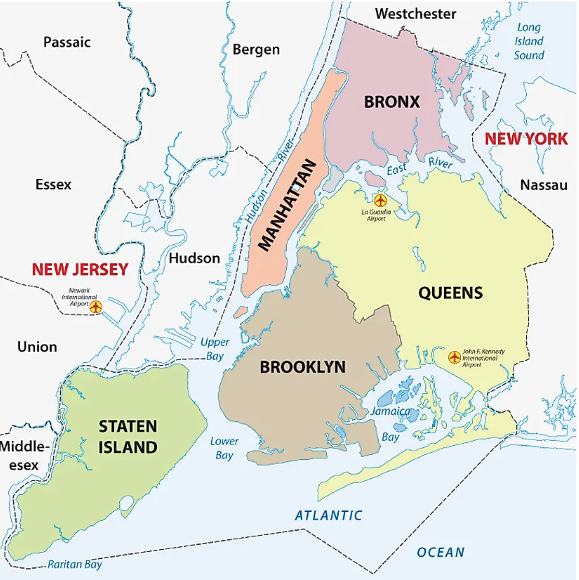 Westchester
Passaic
Bergen
Long
Island
Sound
BRONX
NEW YORK
East River
Hudson River
MANHATTAN
Essex
Nassau
La Guardia
Airport
Hudson
NEW JERSEY
Newark
International
Airport
QUEENS
Union
Upper
Bay
BROOKLYN
John F. Kennedy
International
Airport
STATEN
ISLAND
Jamaica
Bay
Lower
Bay
Middle-
esex
ATLANTIC
OCEAN
Raritan Bay